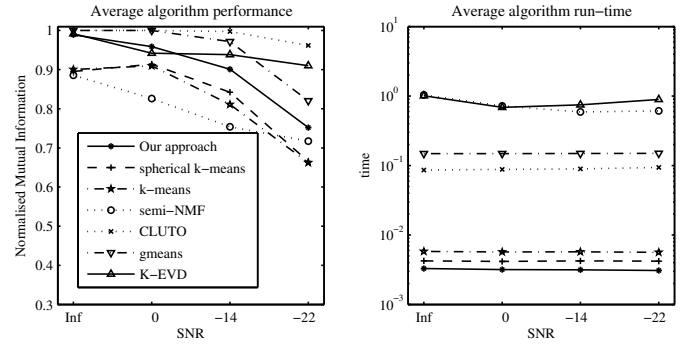 Average algorithm performance
1
0.9
0.8
0.7
0.6
0.5
0.4
0.3
Normalised Mutual Information
Our approach
spherical k−means
k−means
semi−NMF
CLUTO
gmeans
K−EVD
Inf 0 −14 −22
SNR
Average algorithm run−time
10^1
10^0
10^−1
10^−2
10^−3
time
Inf 0 −14 −22
SNR